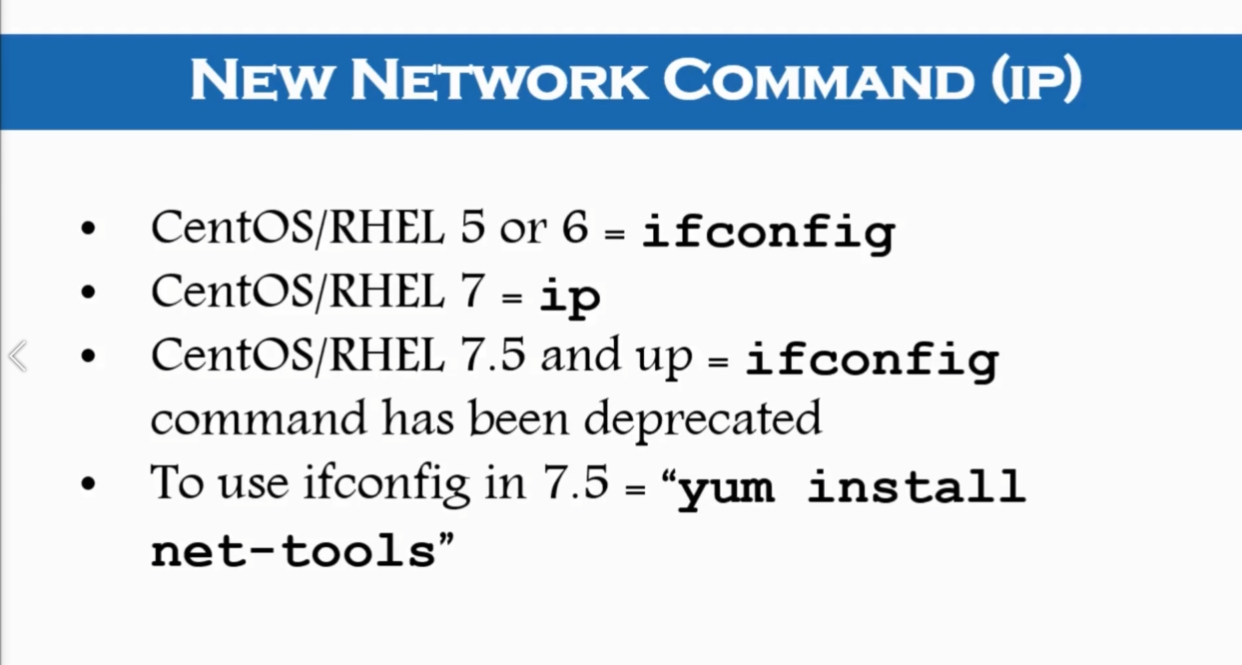 NEW NETWORK COMMAND (IP)
• CentOS/RHEL 5 or 6 = ifconfig
• CentOS/RHEL 7 = ip
• CentOS/RHEL 7.5 and up = ifconfig
command has been deprecated
• To use ifconfig in 7.5 = “yum install
net-tools”